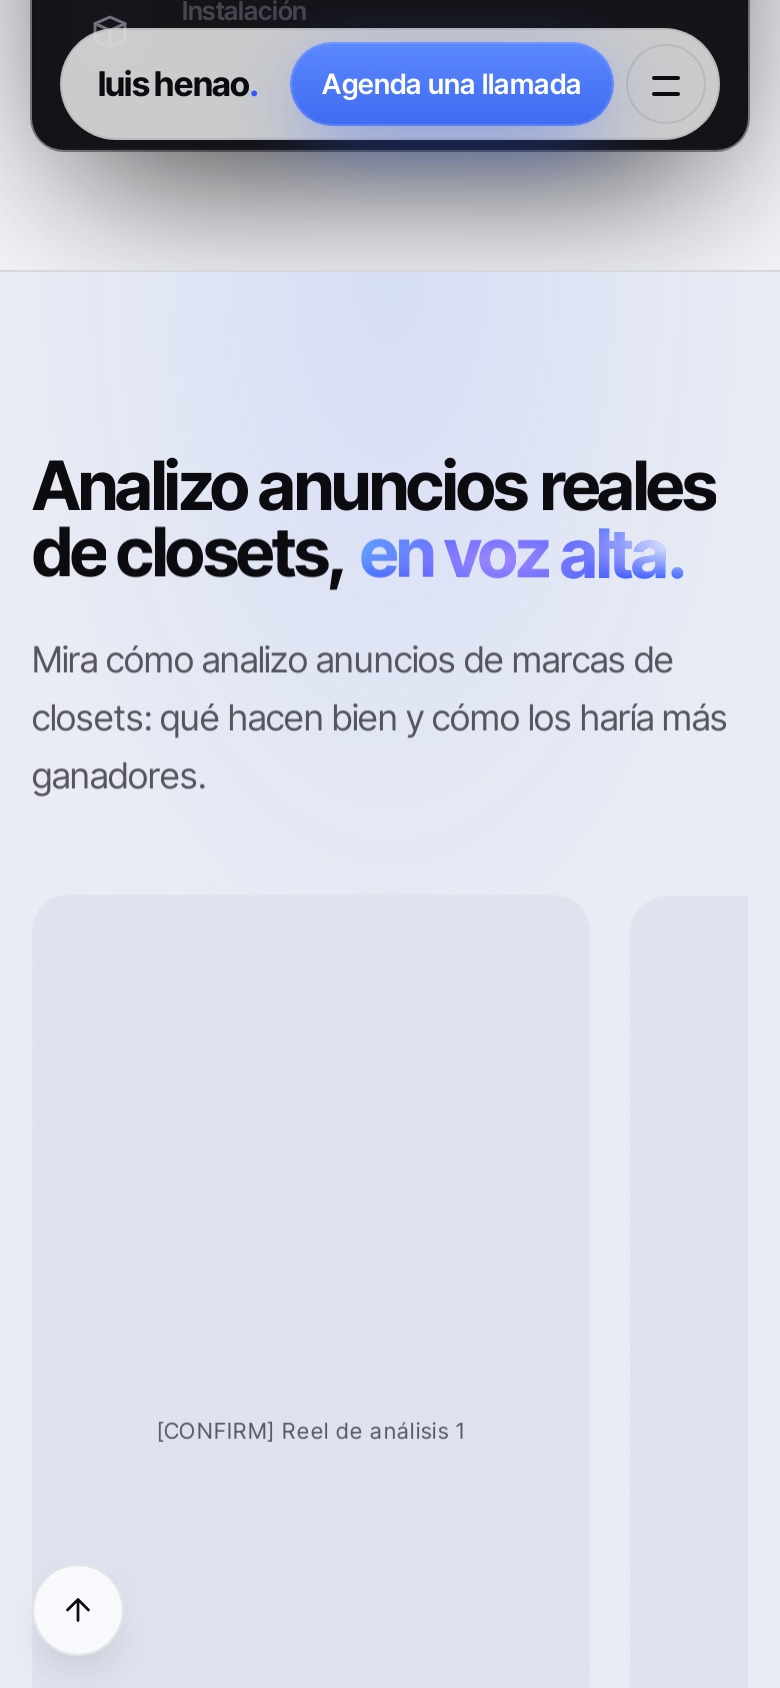 Instalación
luis henao.
Agenda una llamada
Analizo anuncios reales
de closets, en voz alta.
Mira cómo analizo anuncios de marcas de
closets: qué hacen bien y cómo los haría más
ganadores.
[CONFIRM] Reel de análisis 1